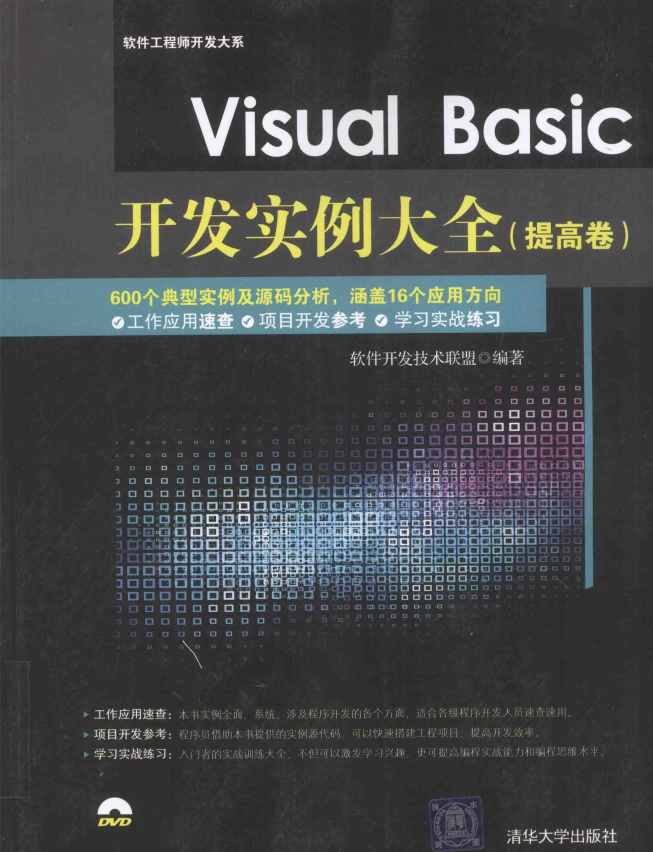 软件工程师开发大系
Visual Basic
开发实例大全(提高卷)
600个典型实例及源码分析，涵盖16个应用方向
工作应用速查 项目开发参考 学习实战练习
软件开发技术联盟◎编著
工作应用速查：本书实例全面、系统，涉及程序开发的各个方面，适合各级程序开发人员速查速用。
项目开发参考：程序员借助本书提供的实例源代码，可以快速搭建工程项目，提高开发效率。
学习实战练习：入门者的实战训练大全，不但可以激发学习兴趣，更可提高编程实战能力和编程思维水平。
DVD
清华大学出版社